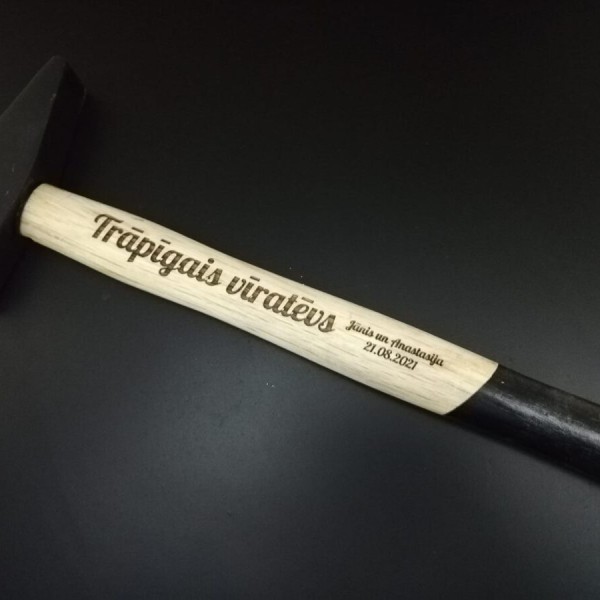 Trāpīgais vīratēvs
Jānis un Anastasija
21.08.2021